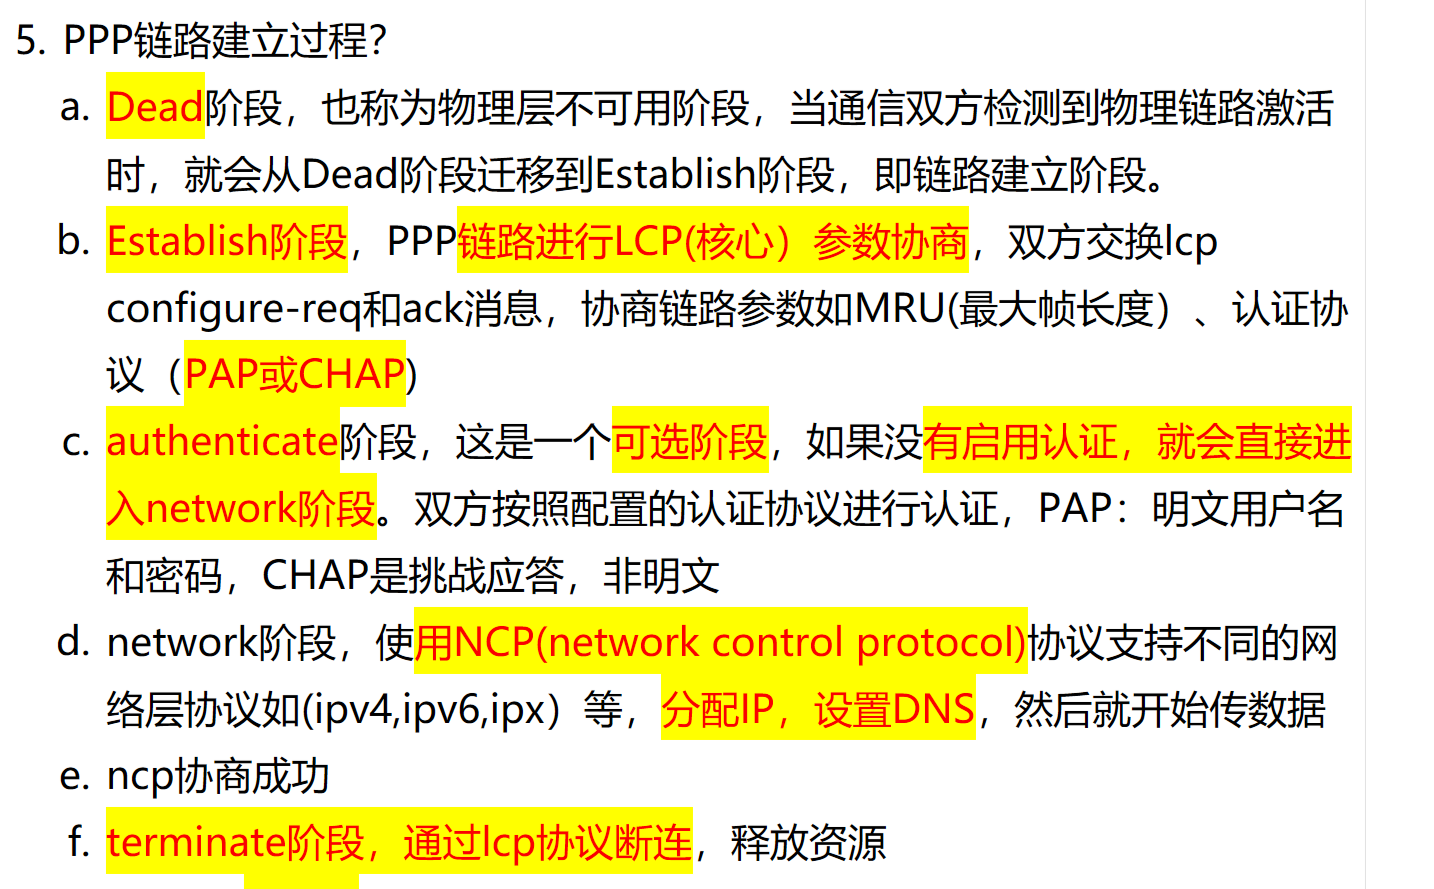 5. PPP链路建立过程？
a. Dead阶段，也称为物理层不可用阶段，当通信双方检测到物理链路激活
时，就会从Dead阶段迁移到Establish阶段，即链路建立阶段。
b. Establish阶段，PPP链路进行LCP(核心）参数协商，双方交换lcp
configure-req和ack消息，协商链路参数如MRU(最大帧长度）、认证协
议（PAP或CHAP)
c. authenticate阶段，这是一个可选阶段，如果没有启用认证，就会直接进
入network阶段。双方按照配置的认证协议进行认证，PAP：明文用户名
和密码，CHAP是挑战应答，非明文
d. network阶段，使用NCP(network control protocol)协议支持不同的网
络层协议如(ipv4,ipv6,ipx）等，分配IP，设置DNS，然后就开始传数据
e. ncp协商成功
f. terminate阶段，通过lcp协议断连，释放资源